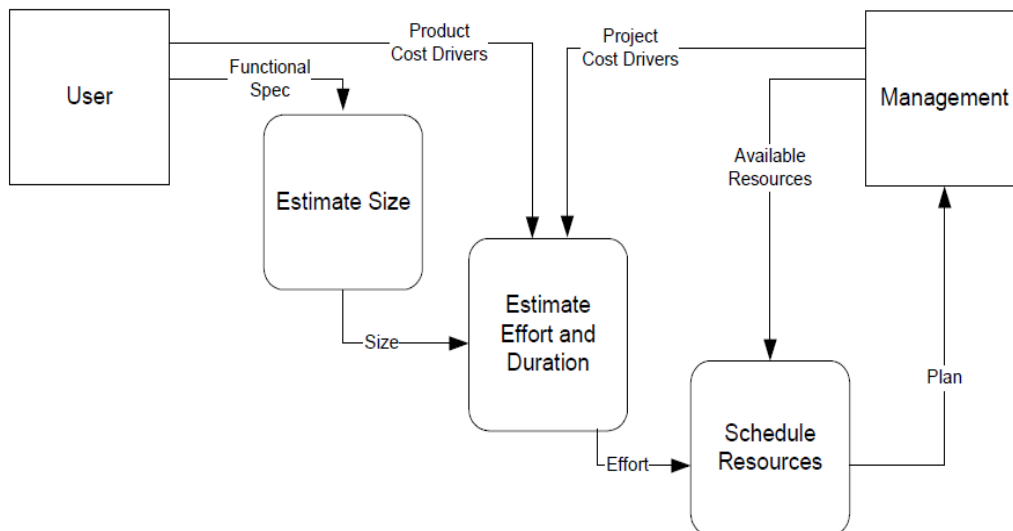 Product
Cost Drivers
Project
Cost Drivers
Functional
Spec
User
Management
Available
Resources
Estimate Size
Estimate
Effort and
Duration
Size
Plan
Schedule
Resources
Effort